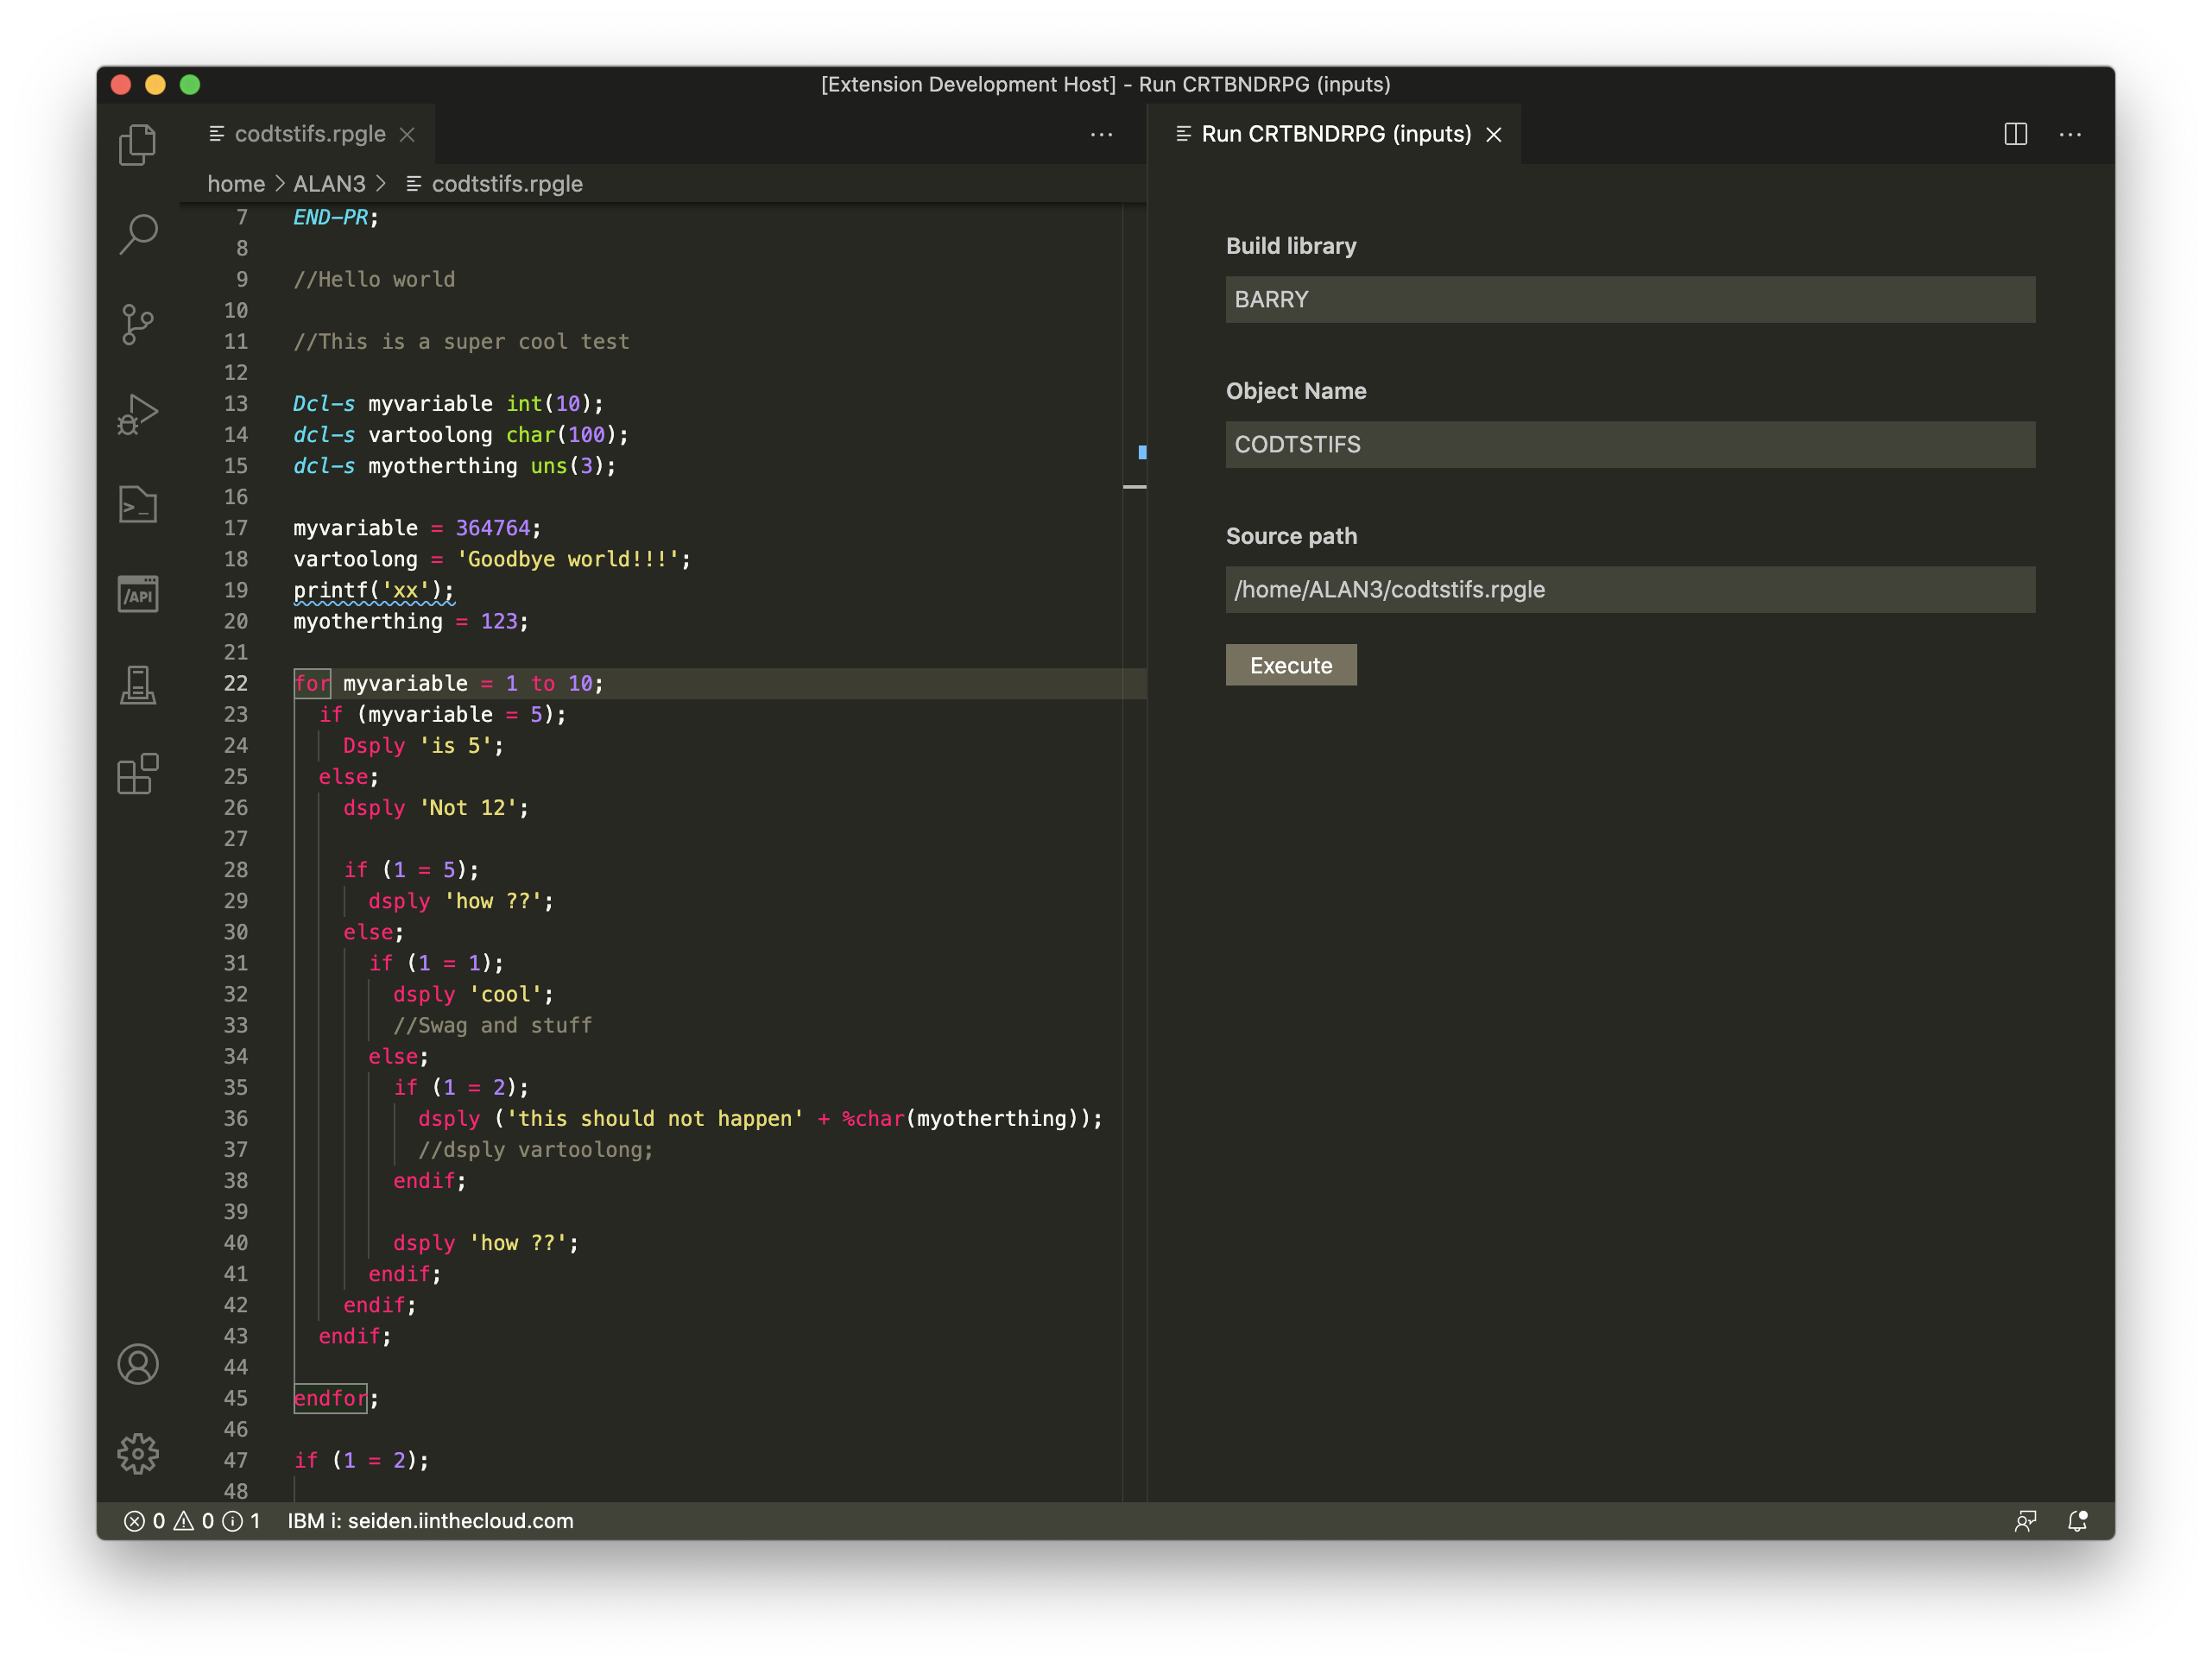 [Extension Development Host] - Run CRTBNDRPG (inputs)
codtstifs.rpgle
home > ALAN3 > codtstifs.rpgle
7 END-PR;
8
9 //Hello world
10
11 //This is a super cool test
12
13 Dcl-s myvariable int(10);
14 dcl-s vartoolong char(100);
15 dcl-s myotherthing uns(3);
16
17 myvariable = 364764;
18 vartoolong = 'Goodbye world!!!';
19 printf('xx');
20 myotherthing = 123;
21
22 for myvariable = 1 to 10;
23 if (myvariable = 5);
24 Dsply 'is 5';
25 else;
26 dsply 'Not 12';
27
28 if (1 = 5);
29 dsply 'how ??';
30 else;
31 if (1 = 1);
32 dsply 'cool';
33 //Swag and stuff
34 else;
35 if (1 = 2);
36 dsply ('this should not happen' + %char(myotherthing));
37 //dsply vartoolong;
38 endif;
39
40 dsply 'how ??';
41 endif;
42 endif;
43 endif;
44
45 endfor;
46
47 if (1 = 2);
48
Run CRTBNDRPG (inputs)
Build library
BARRY
Object Name
CODTSTIFS
Source path
/home/ALAN3/codtstifs.rpgle
Execute
/API
0 0 1 IBM i: seiden.iinthecloud.com